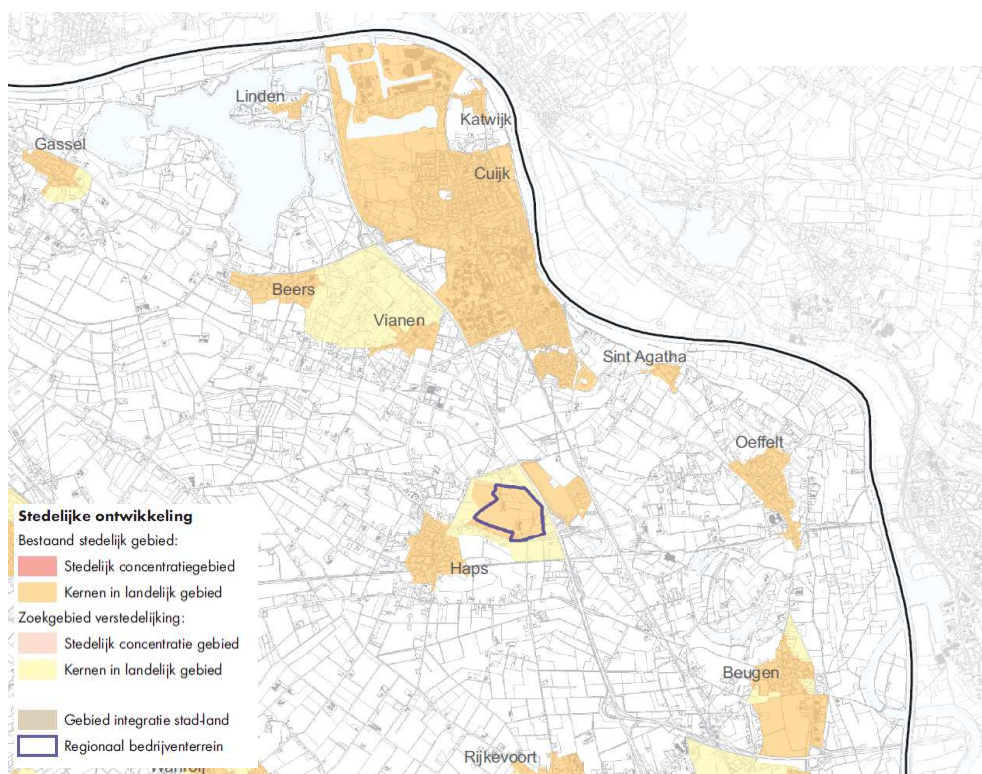 Linden
Katwijk
Gassel
Cuijk
Beers
Vianen
Sint Agatha
Oeffelt
Haps
Beugen
Rijkevoort
Wanroij
Stedelijke ontwikkeling
Bestaand stedelijk gebied:
Stedelijk concentratiegebied
Kernen in landelijk gebied
Zoekgebied verstedelijking:
Stedelijk concentratie gebied
Kernen in landelijk gebied
Gebied integratie stad-land
Regionaal bedrijventerrein